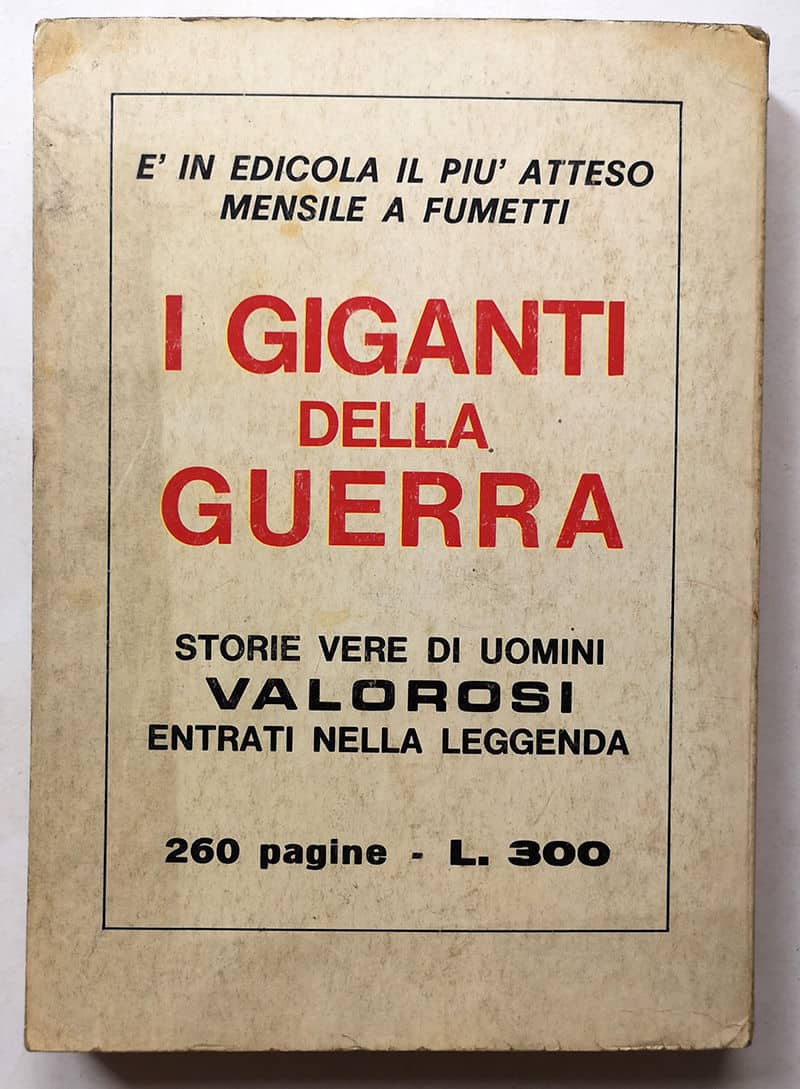 E' IN EDICOLA IL PIU' ATTESO
MENSILE A FUMETTI
I GIGANTI
DELLA
GUERRA
STORIE VERE DI UOMINI
VALOROSI
ENTRATI NELLA LEGGENDA
260 pagine - L. 300